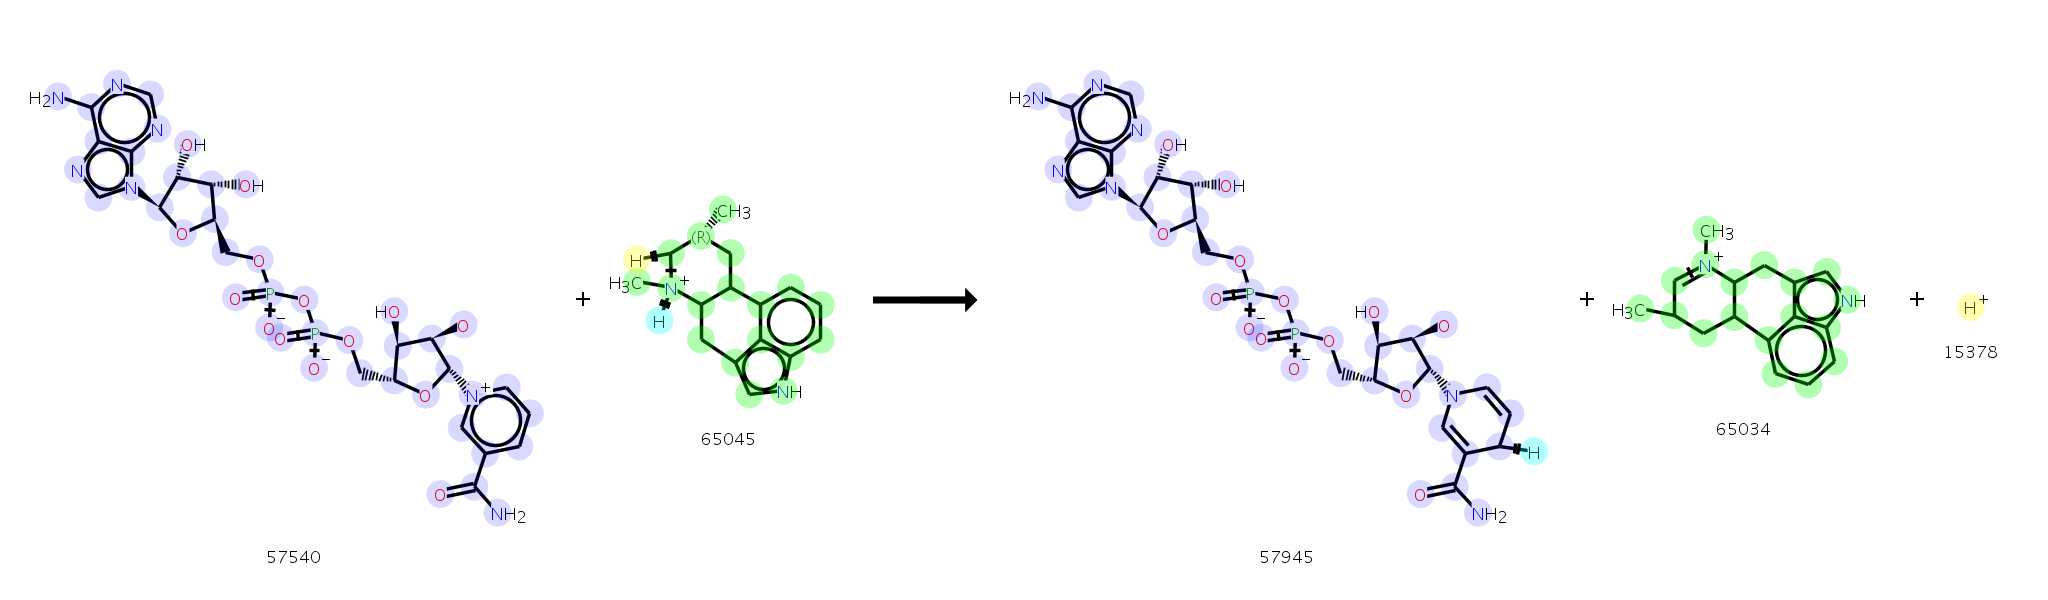 H2N N N N N OH OH O O O P O O− O P O O− O HO O O N+ O NH2
57540
+
CH3 (R) H H3C N+ H NH
65045
H2N N N N N OH OH O O O P O O− O P O O− O HO O O N H O NH2
57945
+
CH3 N+ H3C NH
65034
+
H+
15378